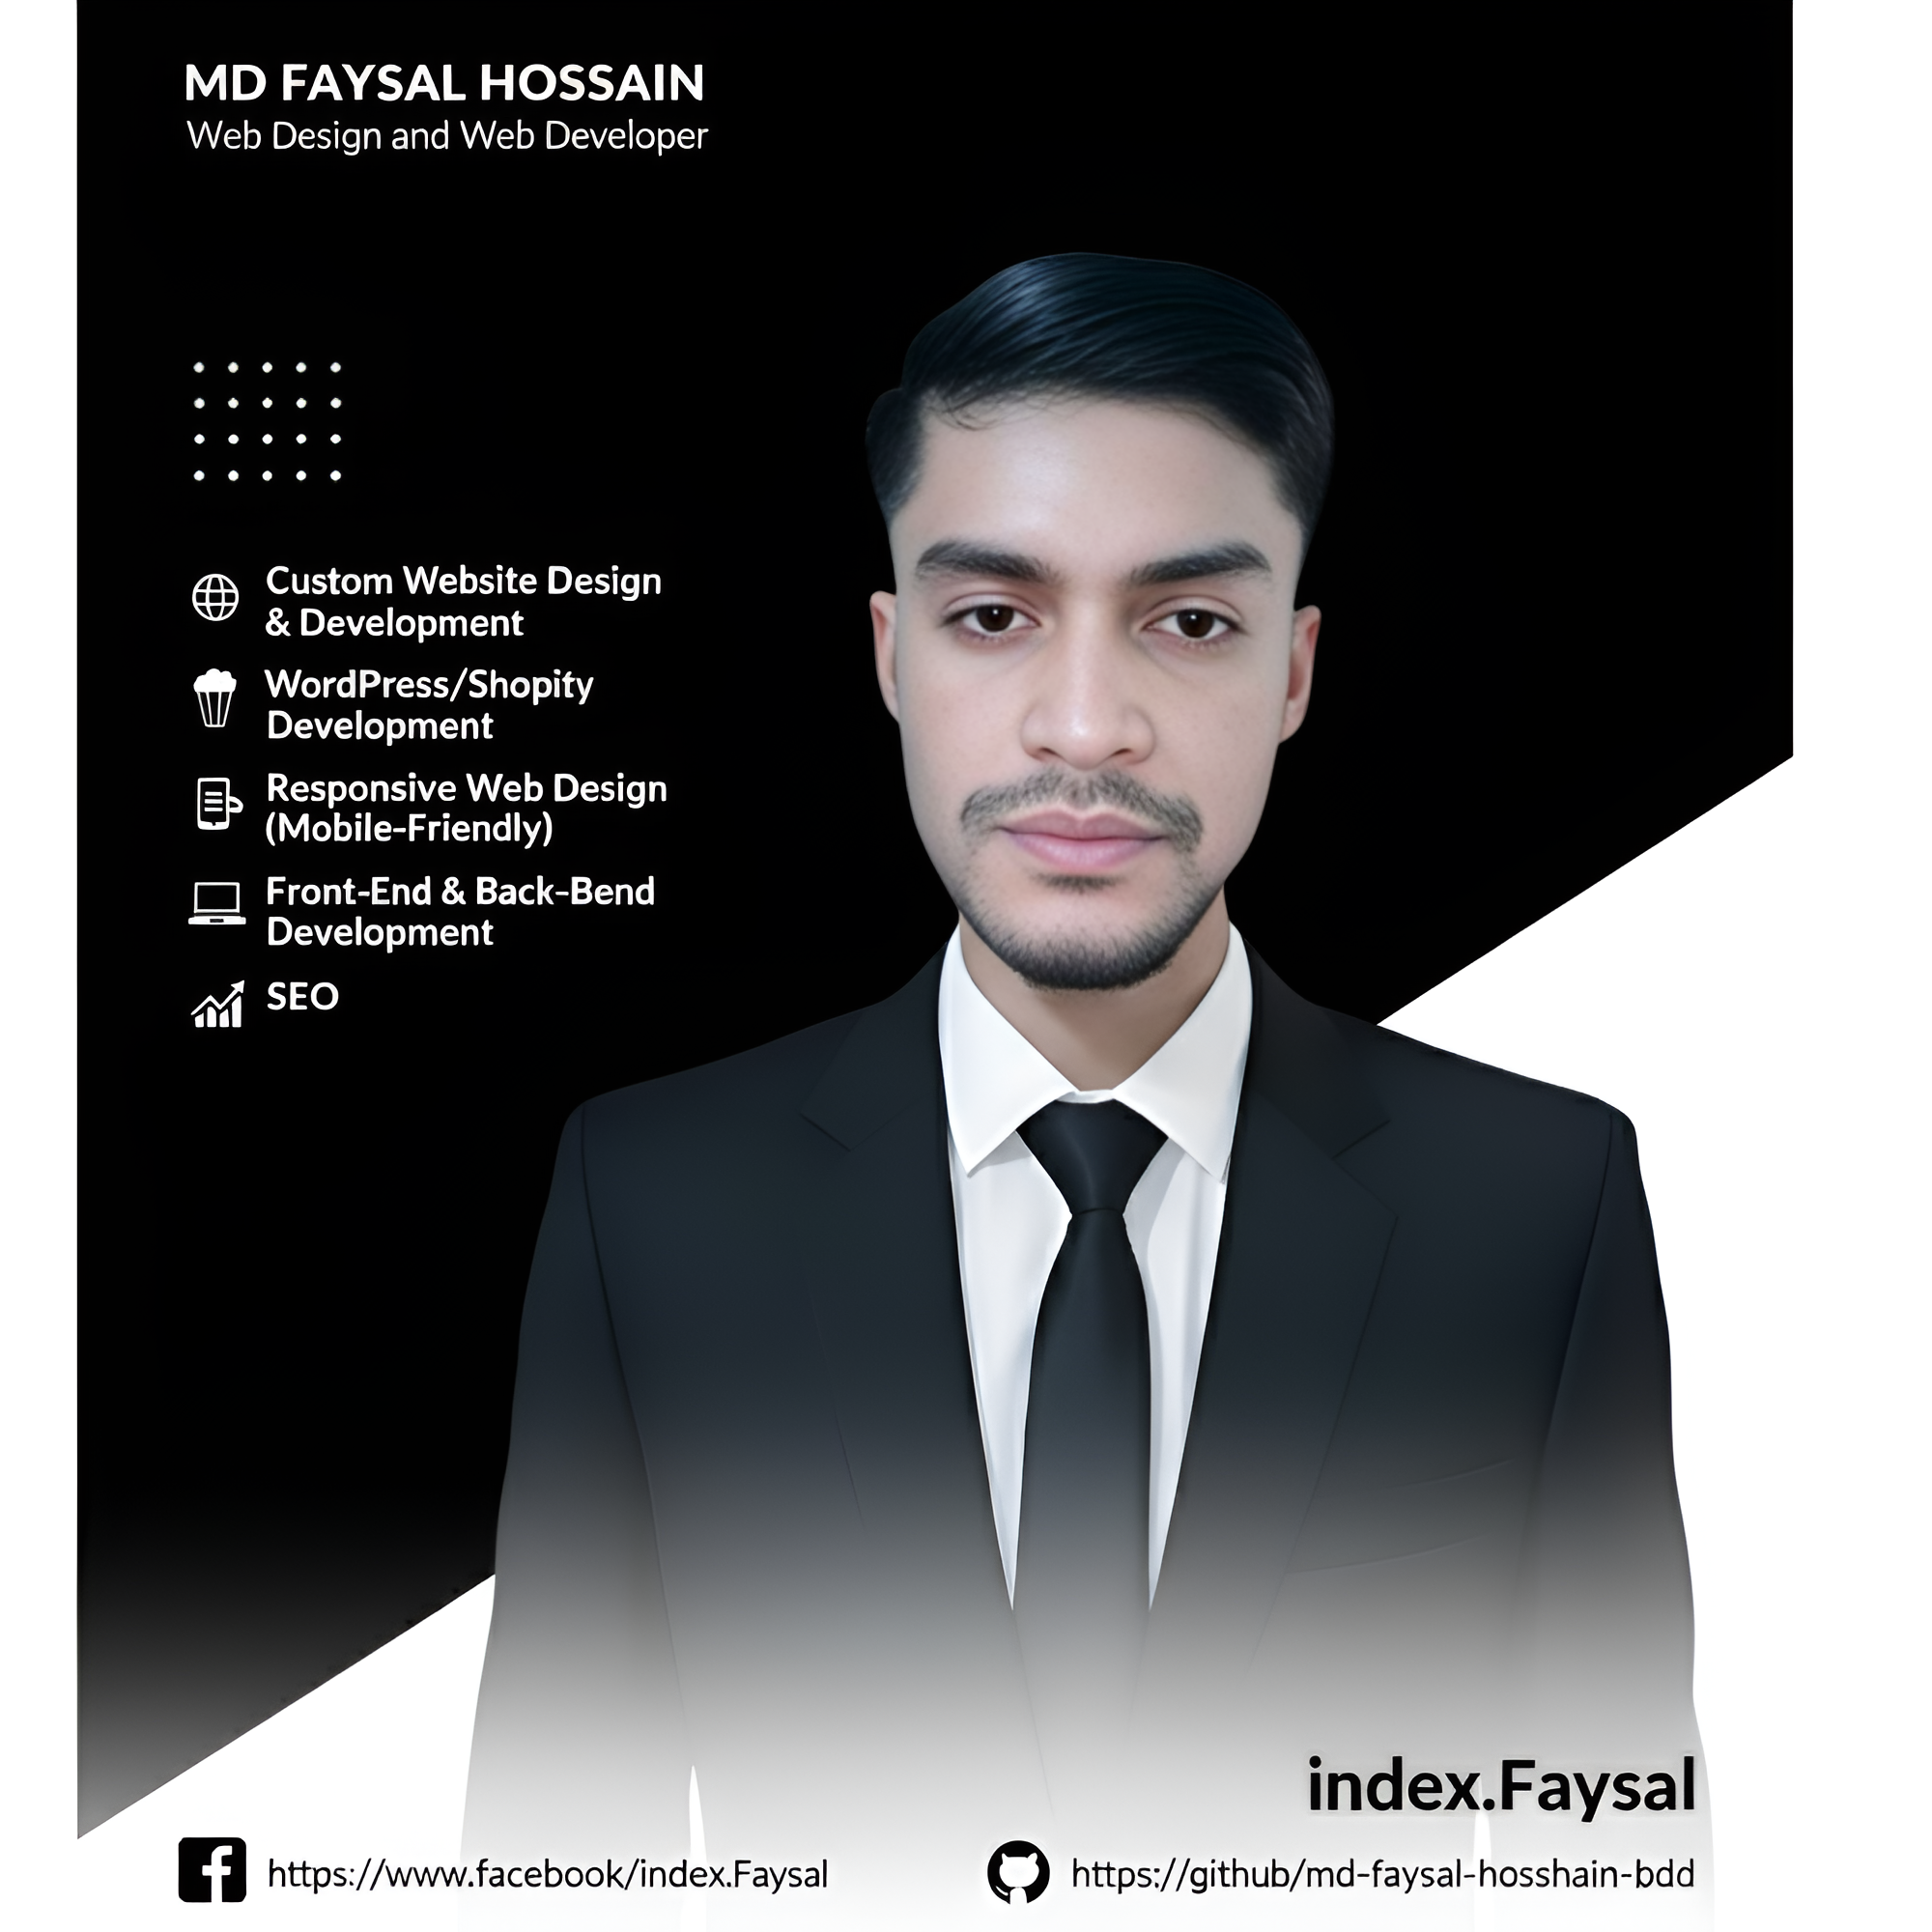 MD FAYSAL HOSSAIN
Web Design and Web Developer
Custom Website Design
& Development
WordPress/Shopity
Development
Responsive Web Design
(Mobile-Friendly)
Front-End & Back-Bend
Development
SEO
index.Faysal
https://www.facebook/index.Faysal
https://github/md-faysal-hosshain-bdd